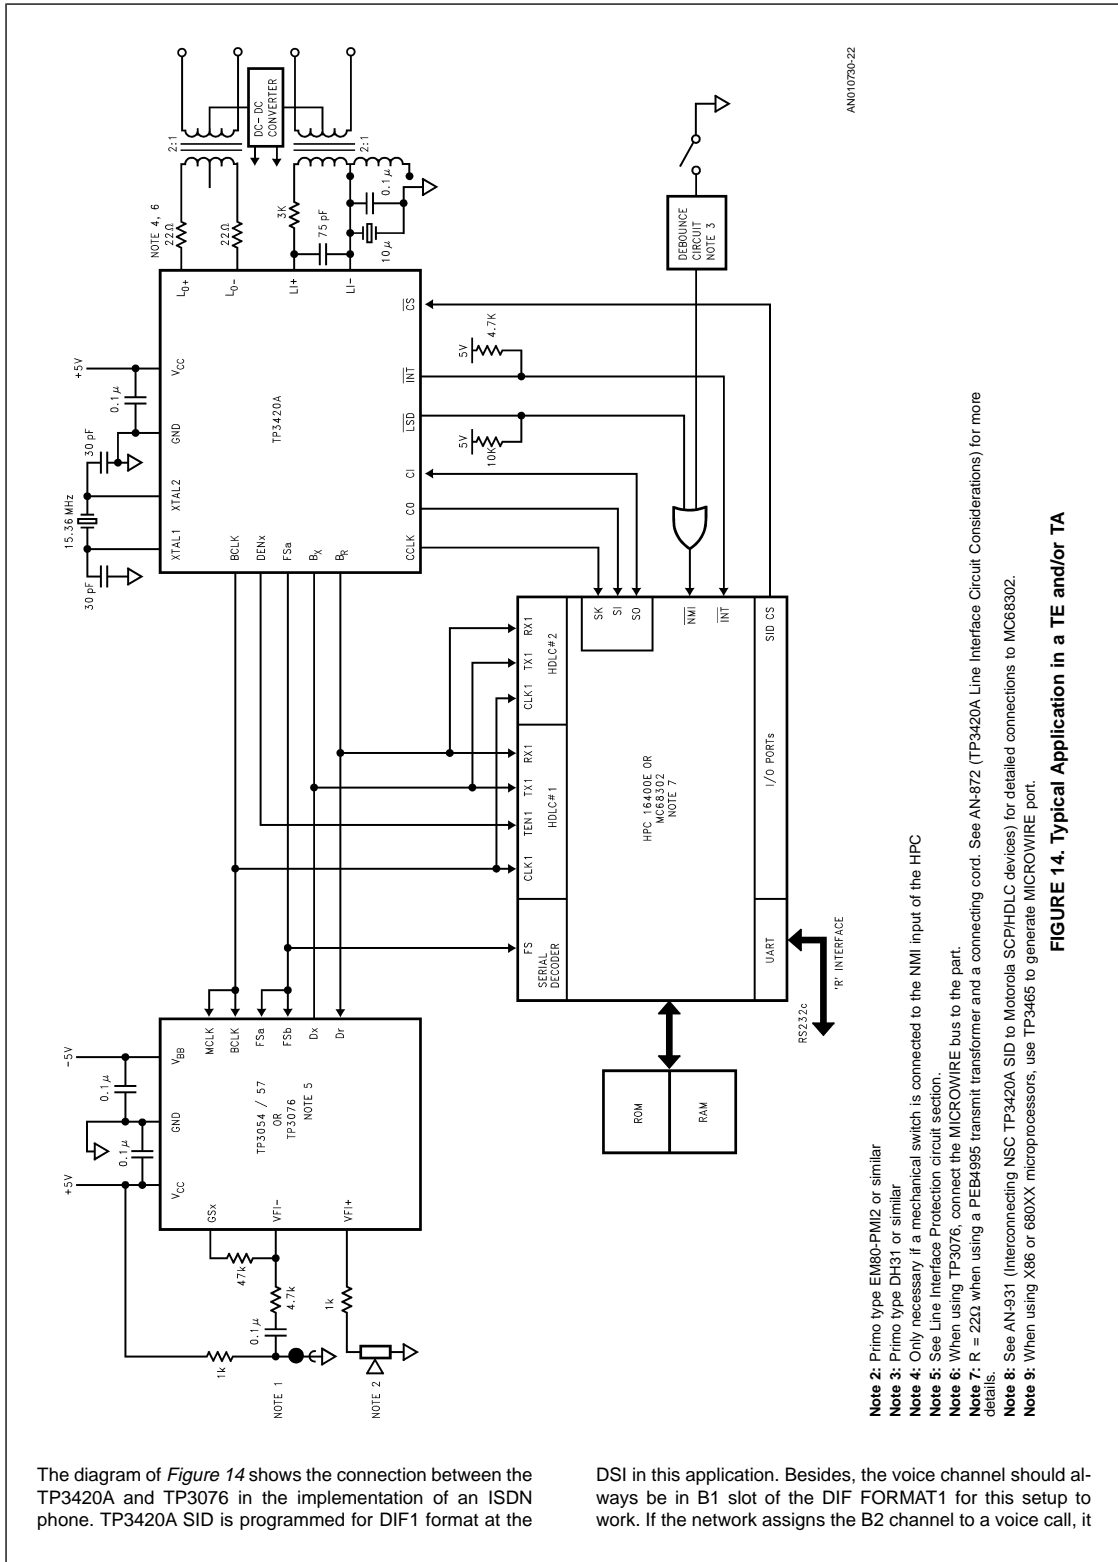 AN010730-22
DC-DC
CONVERTER
2:1
2:1
NOTE 4, 6
22Ω
22Ω
3K
75 pF
0.1µ
10µ
LO+
LO-
LI+
LI-
CS
INT
LSD
CI
CO
CCLK
+5V
0.1µ
VCC
GND
30 pF
XTAL2
15.36 MHz
XTAL1
30 pF
TP3420A
BCLK
DENx
FSa
BX
BR
5V
4.7K
5V
10K
DEBOUNCE
CIRCUIT
NOTE 3
SK
SI
SO
NMI
INT
SID CS
RX1
TX1
CLK1
HDLC#2
RX1
TX1
TEN1
CLK1
HDLC#1
FS
SERIAL
DECODER
HPC 16400E OR
MC68302
NOTE 7
I/O PORTs
UART
RS232c
'R' INTERFACE
ROM
RAM
-5V
VBB
0.1µ
GND
0.1µ
+5V
VCC
MCLK
BCLK
FSa
FSb
Dx
Dr
TP3054 / 57
OR
TP3076
NOTE 5
GSx
VFI-
VFI+
47k
4.7k
0.1µ
1k
1k
NOTE 1
NOTE 2
Note 2: Primo type EM80-PMI2 or similar
Note 3: Primo type DH31 or similar
Note 4: Only necessary if a mechanical switch is connected to the NMI input of the HPC
Note 5: See Line Interface Protection circuit section.
Note 6: When using TP3076, connect the MICROWIRE bus to the part.
Note 7: R = 22Ω when using a PEB4995 transmit transformer and a connecting cord. See AN-872 (TP3420A Line Interface Circuit Considerations) for more
details.
Note 8: See AN-931 (Interconnecting NSC TP3420A SID to Motorola SCP/HDLC devices) for detailed connections to MC68302.
Note 9: When using X86 or 680XX microprocessors, use TP3465 to generate MICROWIRE port.
FIGURE 14. Typical Application in a TE and/or TA
The diagram of Figure 14 shows the connection between the
TP3420A and TP3076 in the implementation of an ISDN
phone. TP3420A SID is programmed for DIF1 format at the
DSI in this application. Besides, the voice channel should al-
ways be in B1 slot of the DIF FORMAT1 for this setup to
work. If the network assigns the B2 channel to a voice call, it